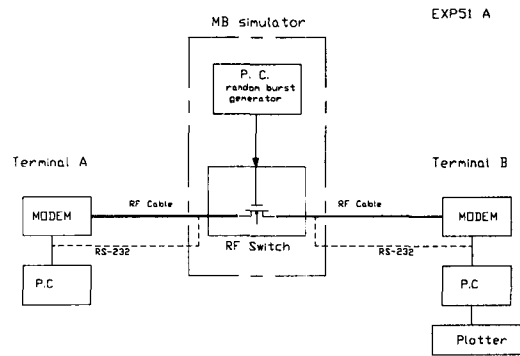 MB simulator
EXP51 A
P. C.
random burst
generator
Terminal A
Terminal B
MODEM
RF Cable
RF Cable
MODEM
RS-232
RF Switch
RS-232
P.C
P.C
Plotter